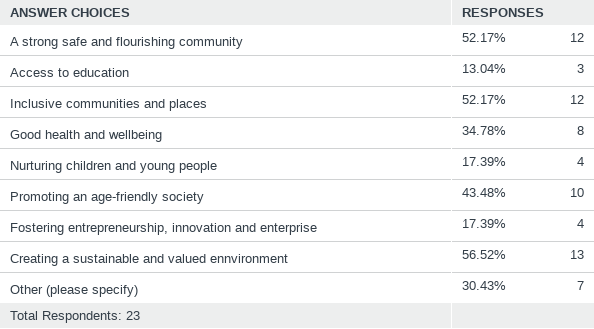 ANSWER CHOICES RESPONSES
A strong safe and flourishing community 52.17% 12
Access to education 13.04% 3
Inclusive communities and places 52.17% 12
Good health and wellbeing 34.78% 8
Nurturing children and young people 17.39% 4
Promoting an age-friendly society 43.48% 10
Fostering entrepreneurship, innovation and enterprise 17.39% 4
Creating a sustainable and valued ennvironment 56.52% 13
Other (please specify) 30.43% 7
Total Respondents: 23